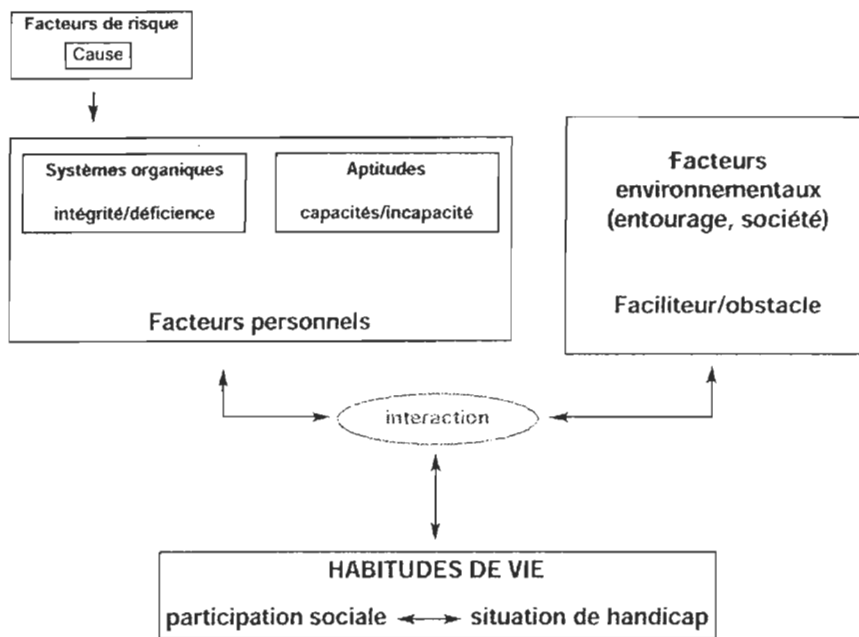 Facteurs de risque
Cause
Systèmes organiques
intégrité/déficience
Aptitudes
capacités/incapacité
Facteurs personnels
Facteurs
environnementaux
(entourage, société)
Faciliteur/obstacle
interaction
HABITUDES DE VIE
participation sociale situation de handicap